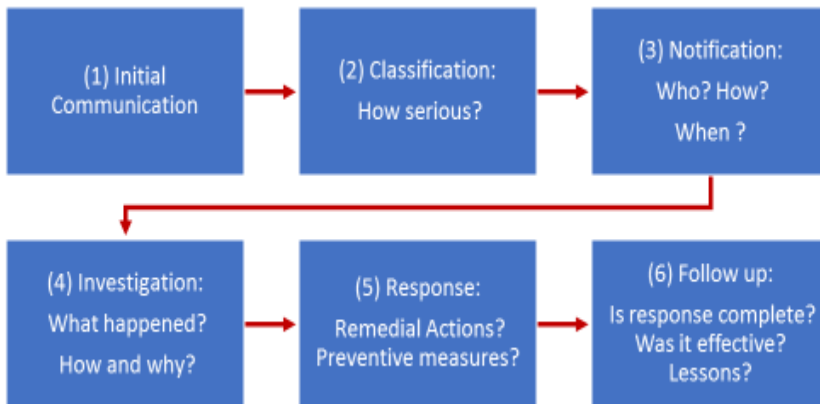 (1) Initial
Communication
(2) Classification:
How serious?
(3) Notification:
Who? How?
When ?
(4) Investigation:
What happened?
How and why?
(5) Response:
Remedial Actions?
Preventive measures?
(6) Follow up:
Is response complete?
Was it effective?
Lessons?